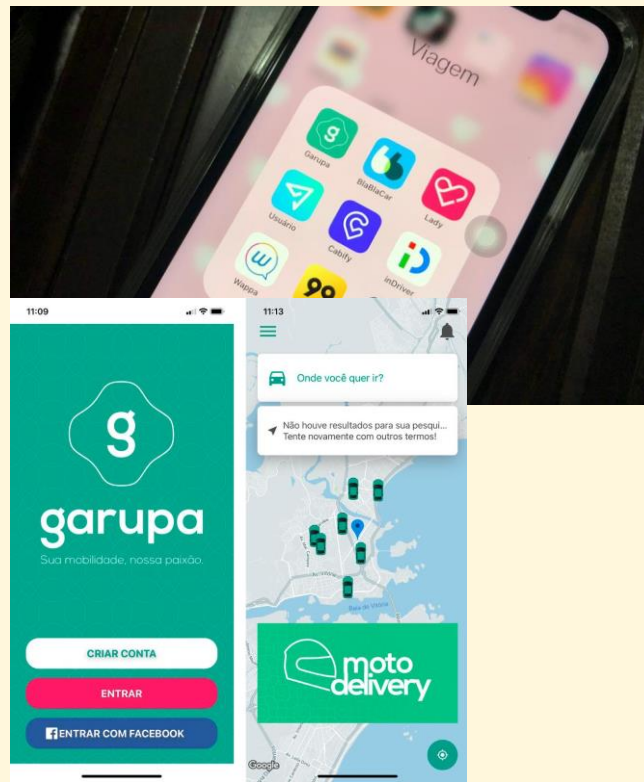 Viagem
g
Garupa
BlaBlaCar
Lady
Usuário
Cabify
inDriver
Wappa
99
11:09
g
garupa
Sua mobilidade, nossa paixão.
CRIAR CONTA
ENTRAR
f ENTRAR COM FACEBOOK
11:13
Onde você quer ir?
Não houve resultados para sua pesqui...
Tente novamente com outros termos!
Baía de Vitória
moto
delivery
Google